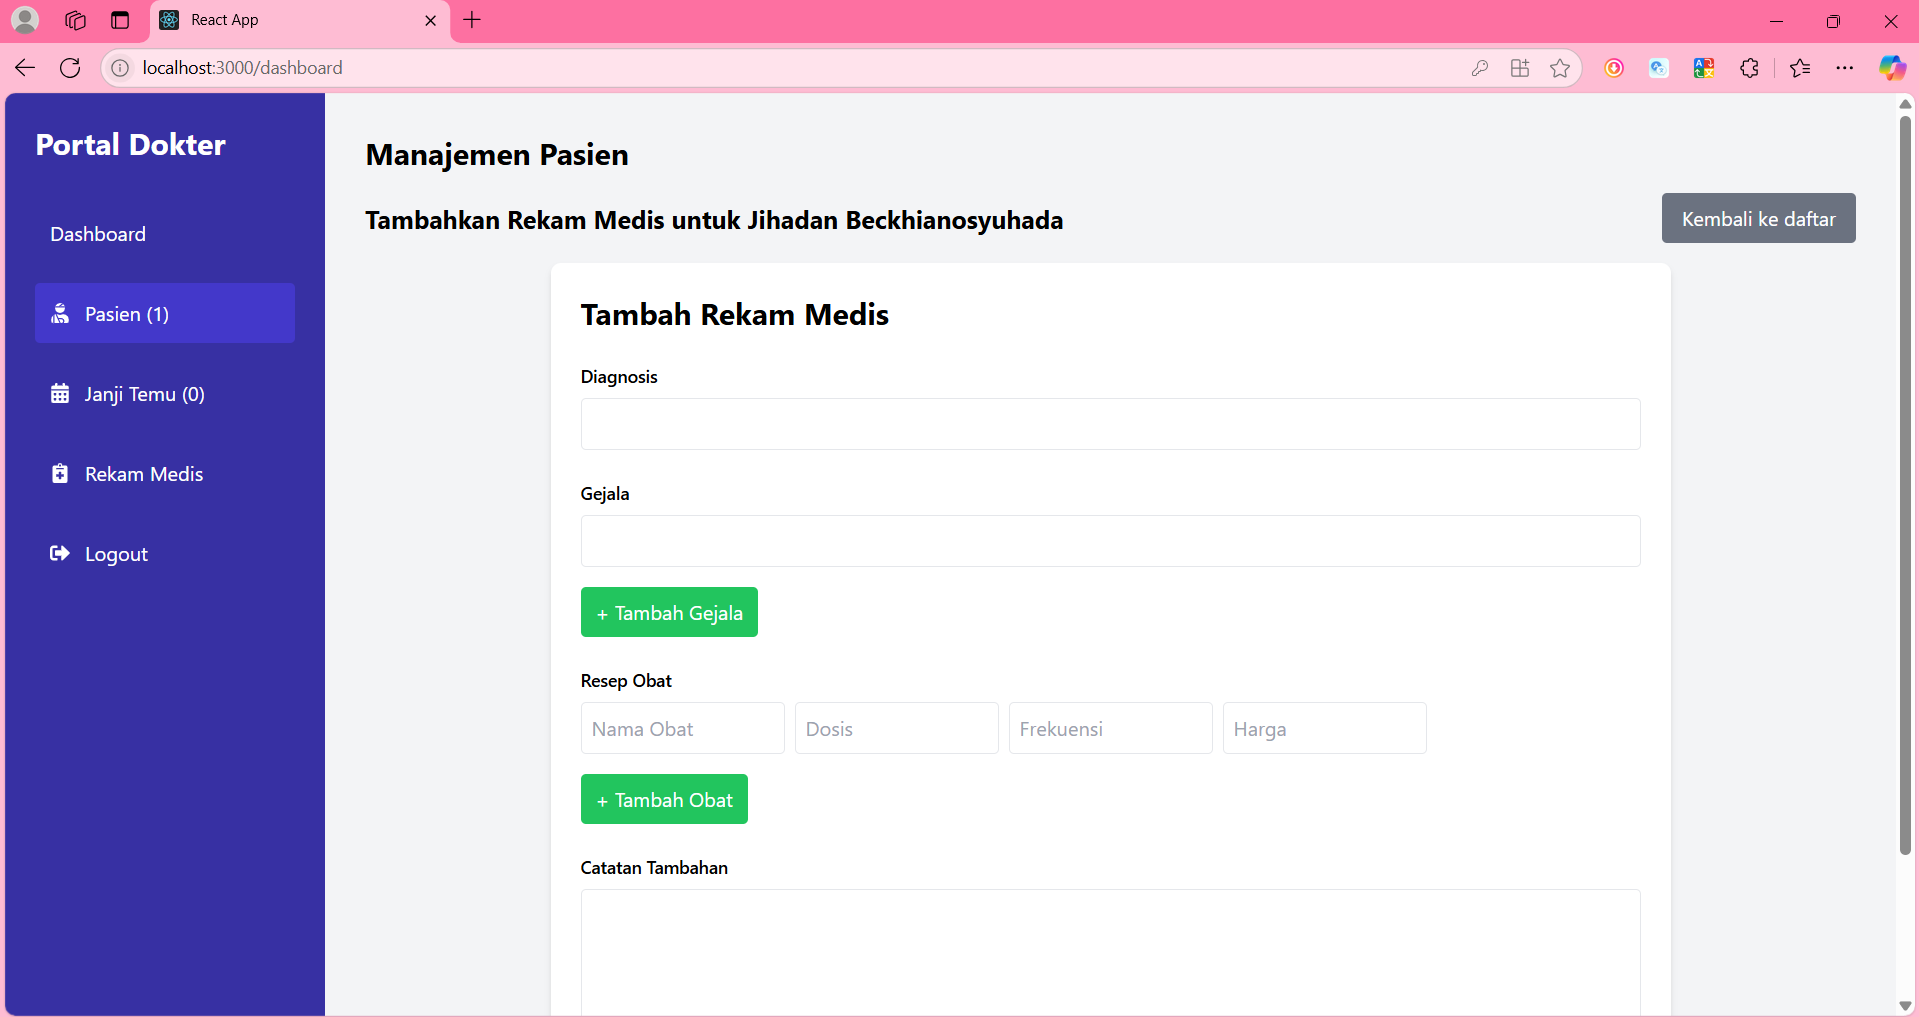 React App
localhost:3000/dashboard
Portal Dokter
Dashboard
Pasien (1)
Janji Temu (0)
Rekam Medis
Logout
Manajemen Pasien
Tambahkan Rekam Medis untuk Jihadan Beckhianosyuhada
Kembali ke daftar
Tambah Rekam Medis
Diagnosis
Gejala
+ Tambah Gejala
Resep Obat
Nama Obat
Dosis
Frekuensi
Harga
+ Tambah Obat
Catatan Tambahan